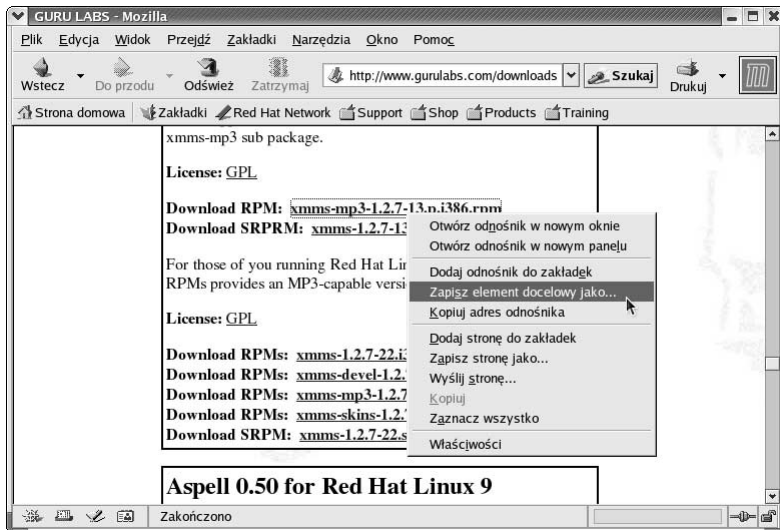 GURU LABS - Mozilla
Plik Edycja Widok Przejdź Zakładki Narzędzia Okno Pomoc
Wstecz Do przodu Odśwież Zatrzymaj http://www.gurulabs.com/downloads Szukaj Drukuj
Strona domowa Zakładki Red Hat Network Support Shop Products Training
xmms-mp3 sub package.
License: GPL
Download RPM: xmms-mp3-1.2.7-13.p.i386.rpm
Download SRPRM: xmms-1.2.7-13
For those of you running Red Hat Lin
RPMs provides an MP3-capable versi
License: GPL
Download RPMs: xmms-1.2.7-22.i3
Download RPMs: xmms-devel-1.2.
Download RPMs: xmms-mp3-1.2.7
Download RPMs: xmms-skins-1.2.
Download SRPM: xmms-1.2.7-22.s
Otwórz odnośnik w nowym oknie
Otwórz odnośnik w nowym panelu
Dodaj odnośnik do zakładek
Zapisz element docelowy jako...
Kopiuj adres odnośnika
Dodaj stronę do zakładek
Zapisz stronę jako...
Wyślij stronę...
Kopiuj
Zaznacz wszystko
Właściwości
Aspell 0.50 for Red Hat Linux 9
Zakończono